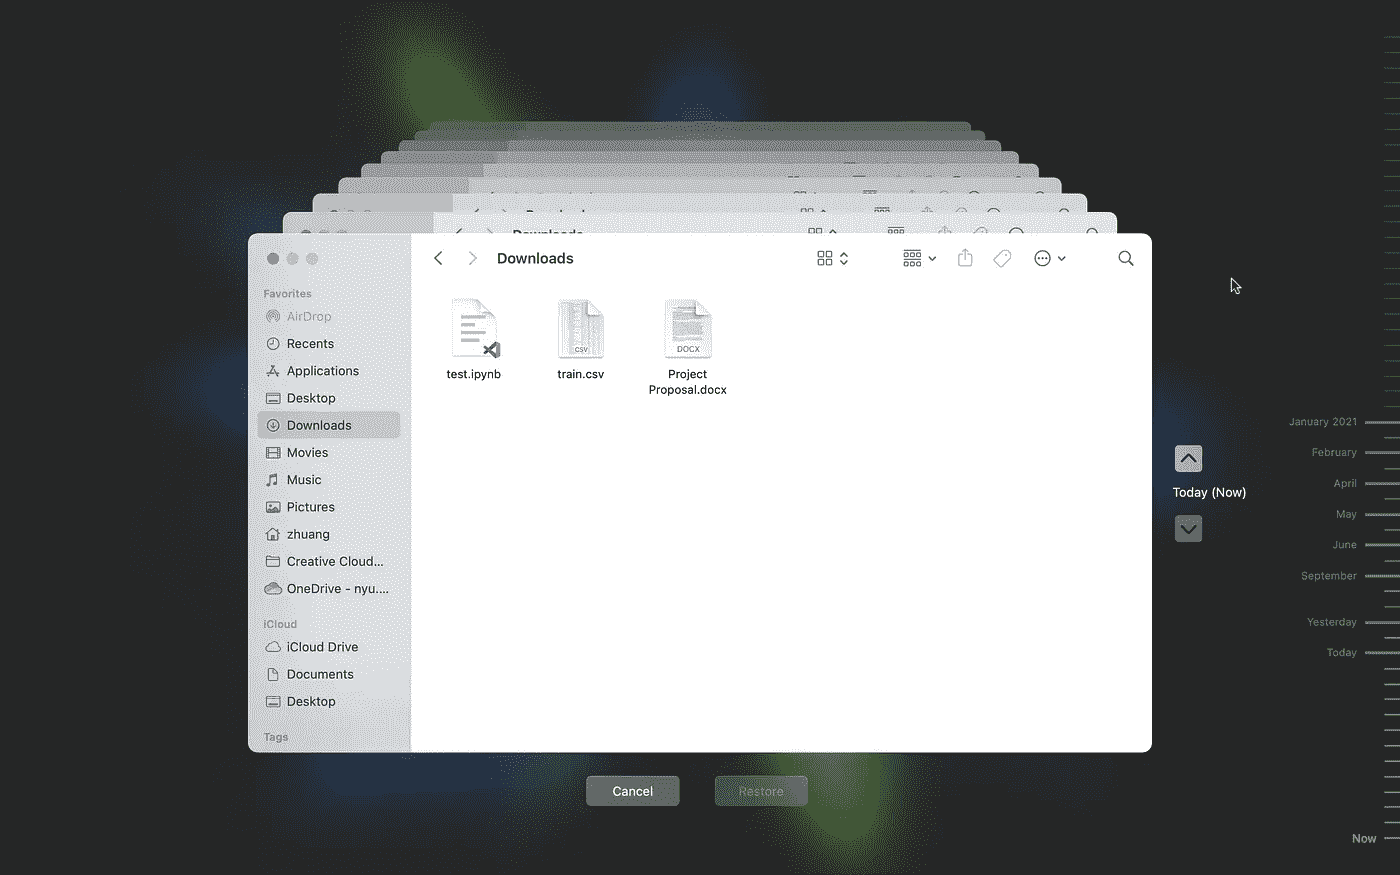 Downloads
Favorites
AirDrop
Recents
Applications
Desktop
Downloads
Movies
Music
Pictures
zhuang
Creative Cloud...
OneDrive - nyu....
iCloud
iCloud Drive
Documents
Desktop
Tags
test.ipynb
CSV
train.csv
DOCX
Project
Proposal.docx
Cancel
Restore
Today (Now)
January 2021
February
April
May
June
September
Yesterday
Today
Now